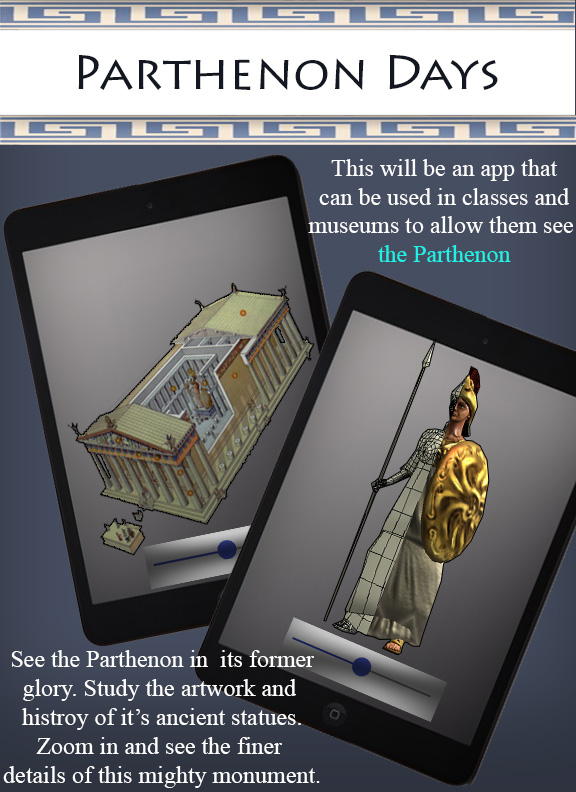 PARTHENON DAYS
This will be an app that
can be used in classes and
museums to allow them see
the Parthenon
See the Parthenon in its former
glory. Study the artwork and
histroy of it’s ancient statues.
Zoom in and see the finer
details of this mighty monument.